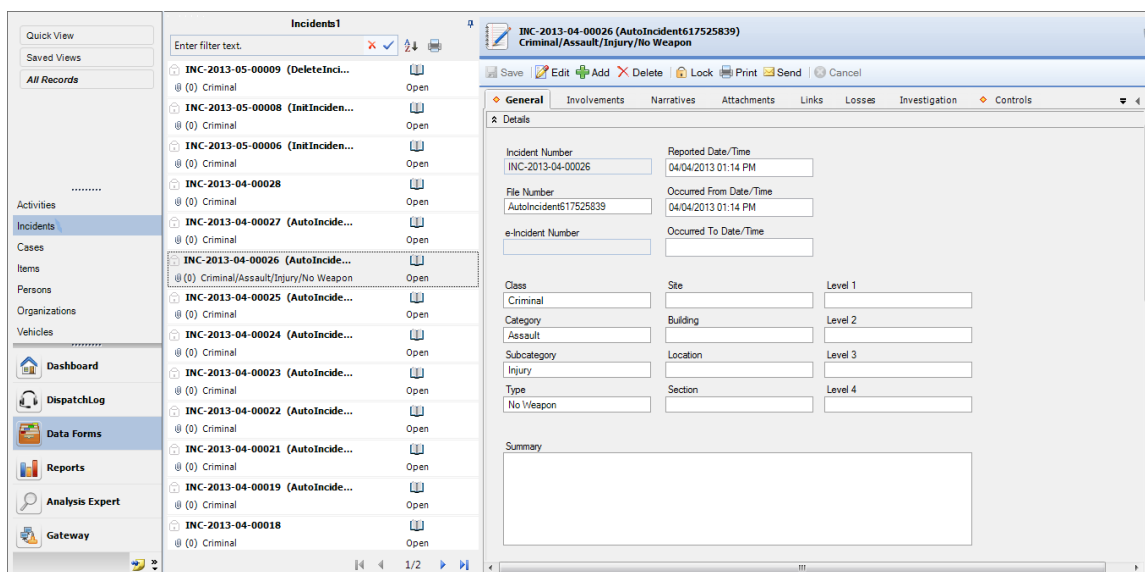 Quick View
Saved Views
All Records
Activities
Incidents
Cases
Items
Persons
Organizations
Vehicles
Dashboard
DispatchLog
Data Forms
Reports
Analysis Expert
Gateway
Incidents1
Enter filter text.
INC-2013-05-00009 (DeleteInci...
(0) Criminal Open
INC-2013-05-00008 (InitInciden...
(0) Criminal Open
INC-2013-05-00006 (InitInciden...
(0) Criminal Open
INC-2013-04-00028
(0) Criminal Open
INC-2013-04-00027 (AutoIncide...
(0) Criminal Open
INC-2013-04-00026 (AutoIncide...
(0) Criminal/Assault/Injury/No Weapon Open
INC-2013-04-00025 (AutoIncide...
(0) Criminal Open
INC-2013-04-00024 (AutoIncide...
(0) Criminal Open
INC-2013-04-00023 (AutoIncide...
(0) Criminal Open
INC-2013-04-00022 (AutoIncide...
(0) Criminal Open
INC-2013-04-00021 (AutoIncide...
(0) Criminal Open
INC-2013-04-00019 (AutoIncide...
(0) Criminal Open
INC-2013-04-00018
(0) Criminal Open
1/2
INC-2013-04-00026 (AutoIncident617525839)
Criminal/Assault/Injury/No Weapon
Save Edit Add Delete Lock Print Send Cancel
General Involvements Narratives Attachments Links Losses Investigation Controls
Details
Incident Number Reported Date/Time
INC-2013-04-00026 04/04/2013 01:14 PM
File Number Occurred From Date/Time
AutoIncident617525839 04/04/2013 01:14 PM
e-Incident Number Occurred To Date/Time
Class Site Level 1
Criminal
Category Building Level 2
Assault
Subcategory Location Level 3
Injury
Type Section Level 4
No Weapon
Summary